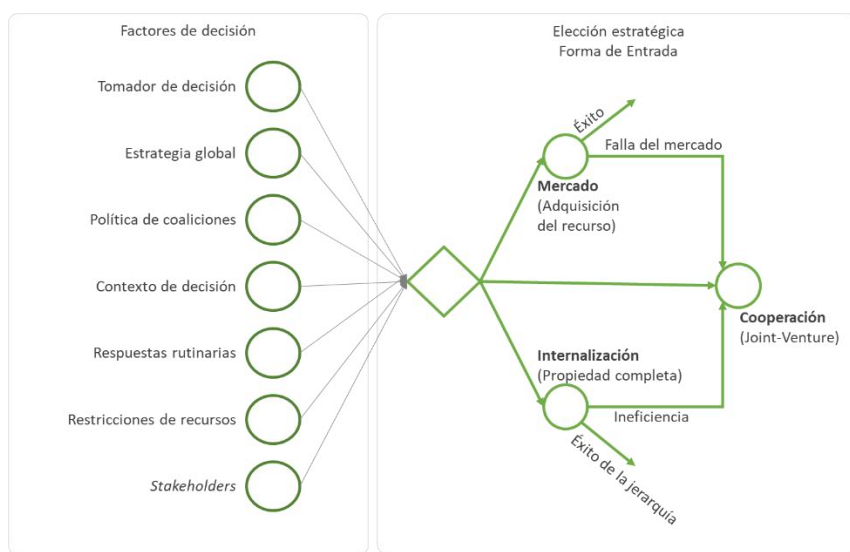 Factores de decisión
Tomador de decisión
Estrategia global
Política de coaliciones
Contexto de decisión
Respuestas rutinarias
Restricciones de recursos
Stakeholders
Elección estratégica
Forma de Entrada
Éxito
Falla del mercado
Mercado
(Adquisición
del recurso)
Cooperación
(Joint-Venture)
Internalización
(Propiedad completa)
Ineficiencia
Éxito de la jerarquía